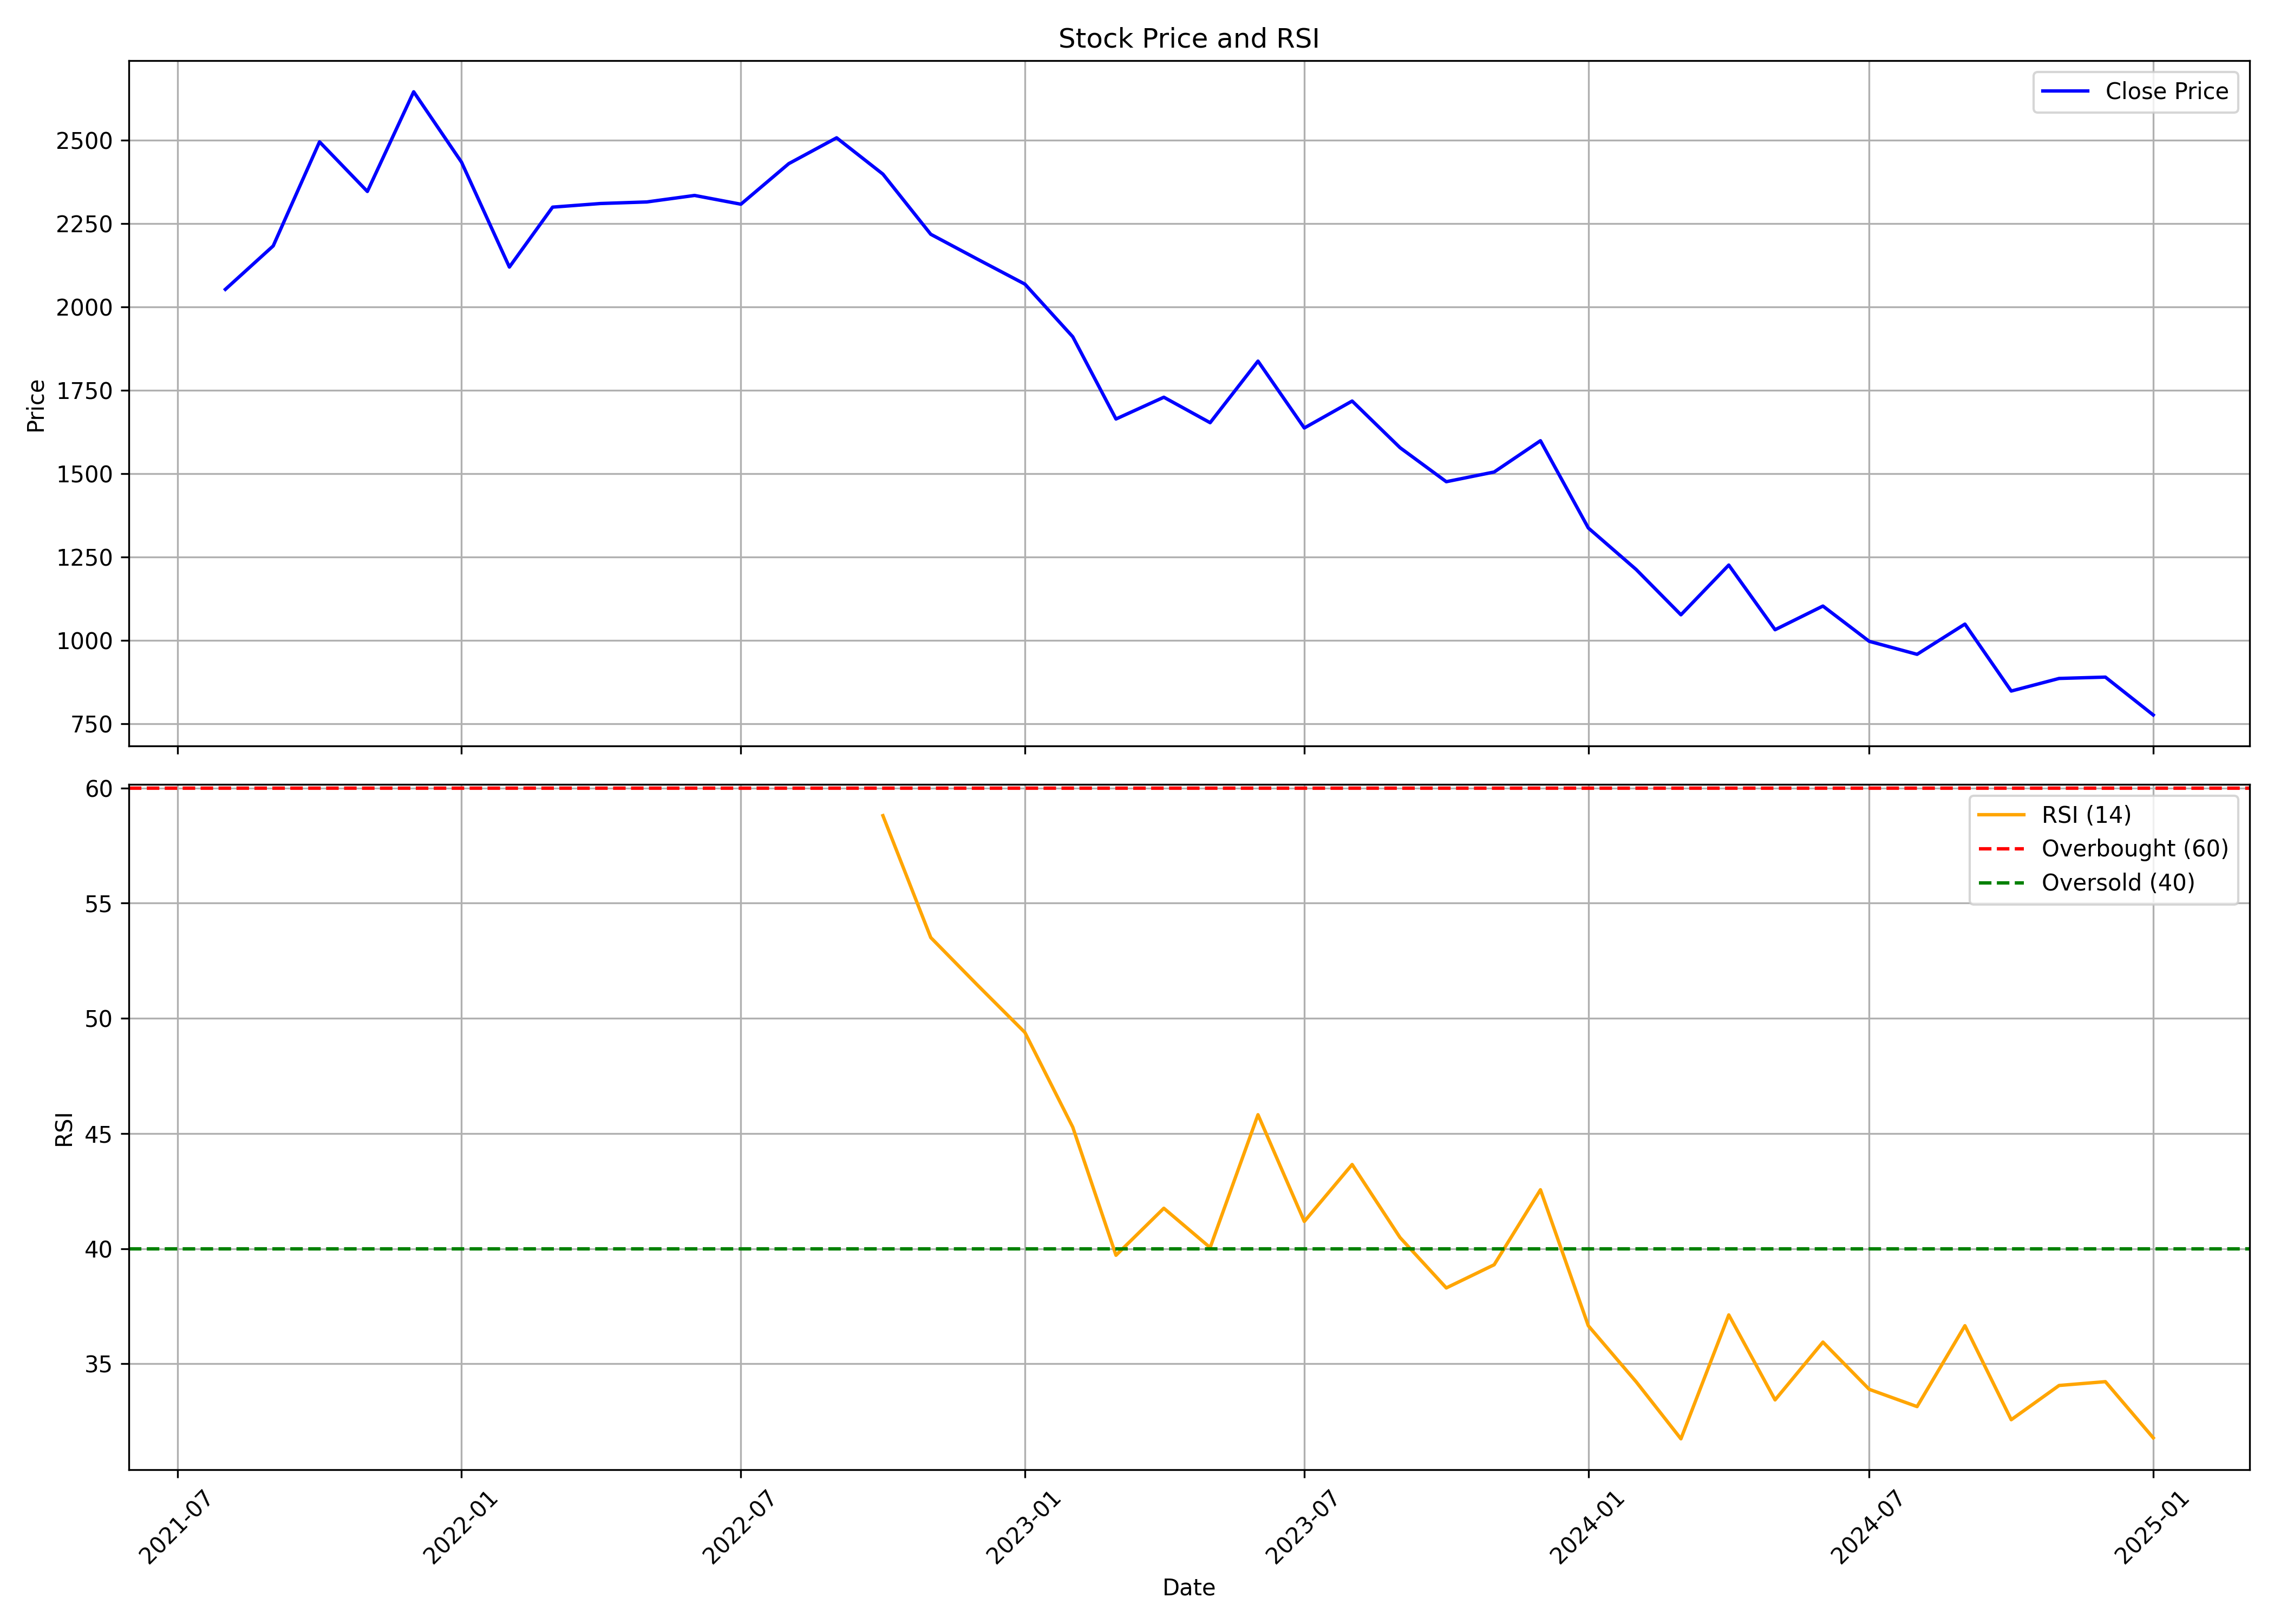 Stock Price and RSI
Close Price
Price
2500
2250
2000
1750
1500
1250
1000
750
RSI (14)
Overbought (60)
Oversold (40)
RSI
60
55
50
45
40
35
2021-07
2022-01
2022-07
2023-01
2023-07
2024-01
2024-07
2025-01
Date